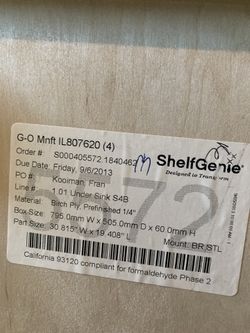 G-O Mnft IL807620 (4)
Order #: S000405572.1840462
Due Date: Friday, 9/6/2013
PO #: Kooiman, Fran
Line #: 1.01 Under Sink S4B
Material: Birch Ply. Prefinished 1/4"
Box Size: 795.0mm W x 505.0mm D x 60.0mm H
Part Size: 30.815" W x 19.408" L
Mount: BR.STL
California 93120 compliant for formaldehyde Phase 2
ShelfGenie
Designed to Transform
5472